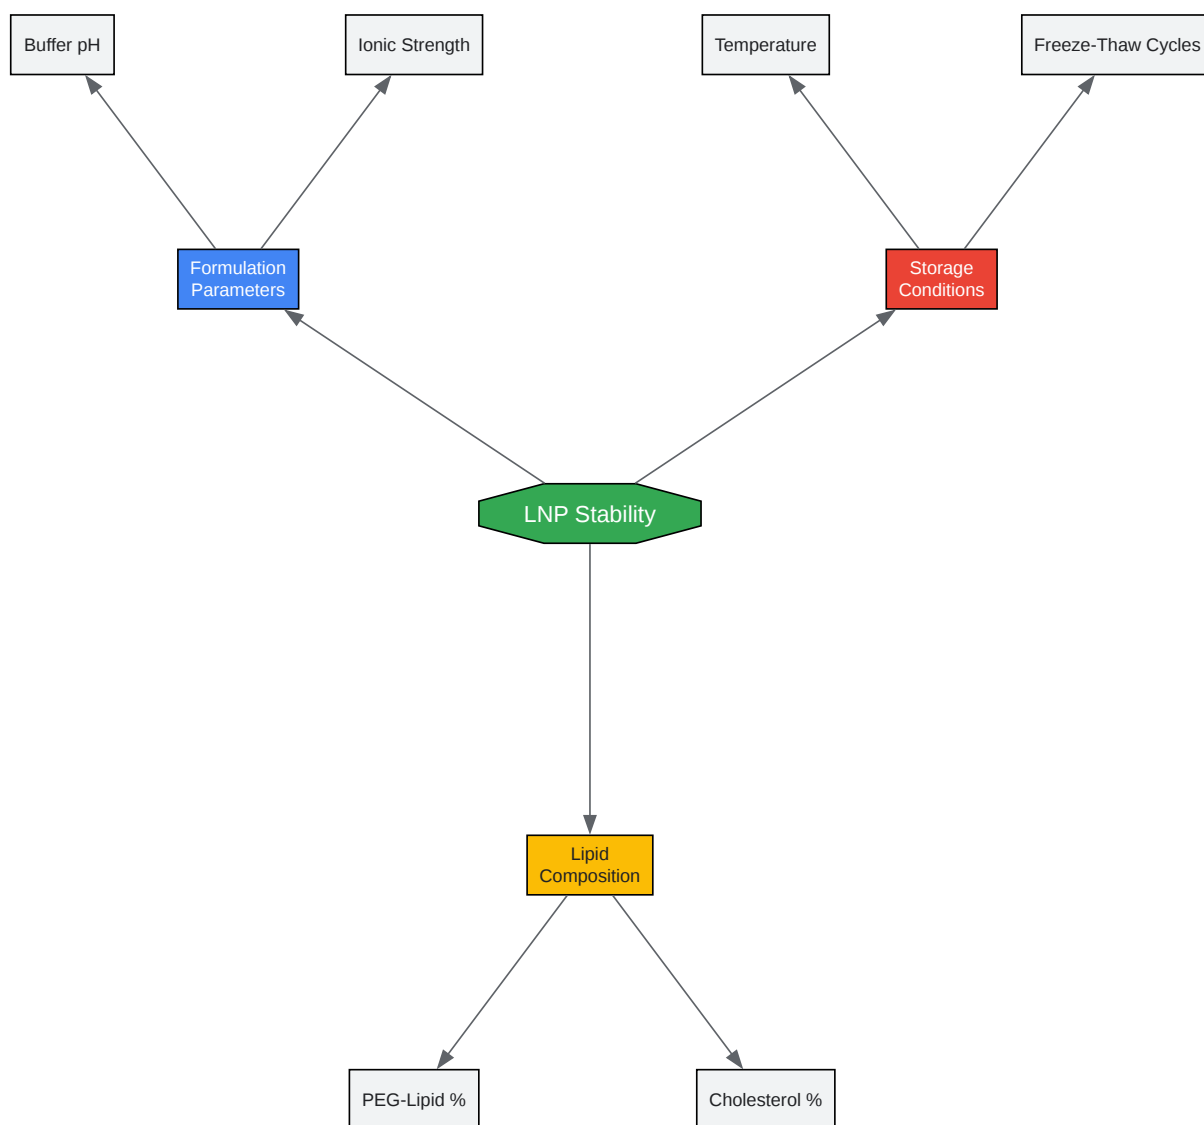 Buffer pH
Ionic Strength
Temperature
Freeze-Thaw Cycles
Formulation
Parameters
Storage
Conditions
LNP Stability
Lipid
Composition
PEG-Lipid %
Cholesterol %